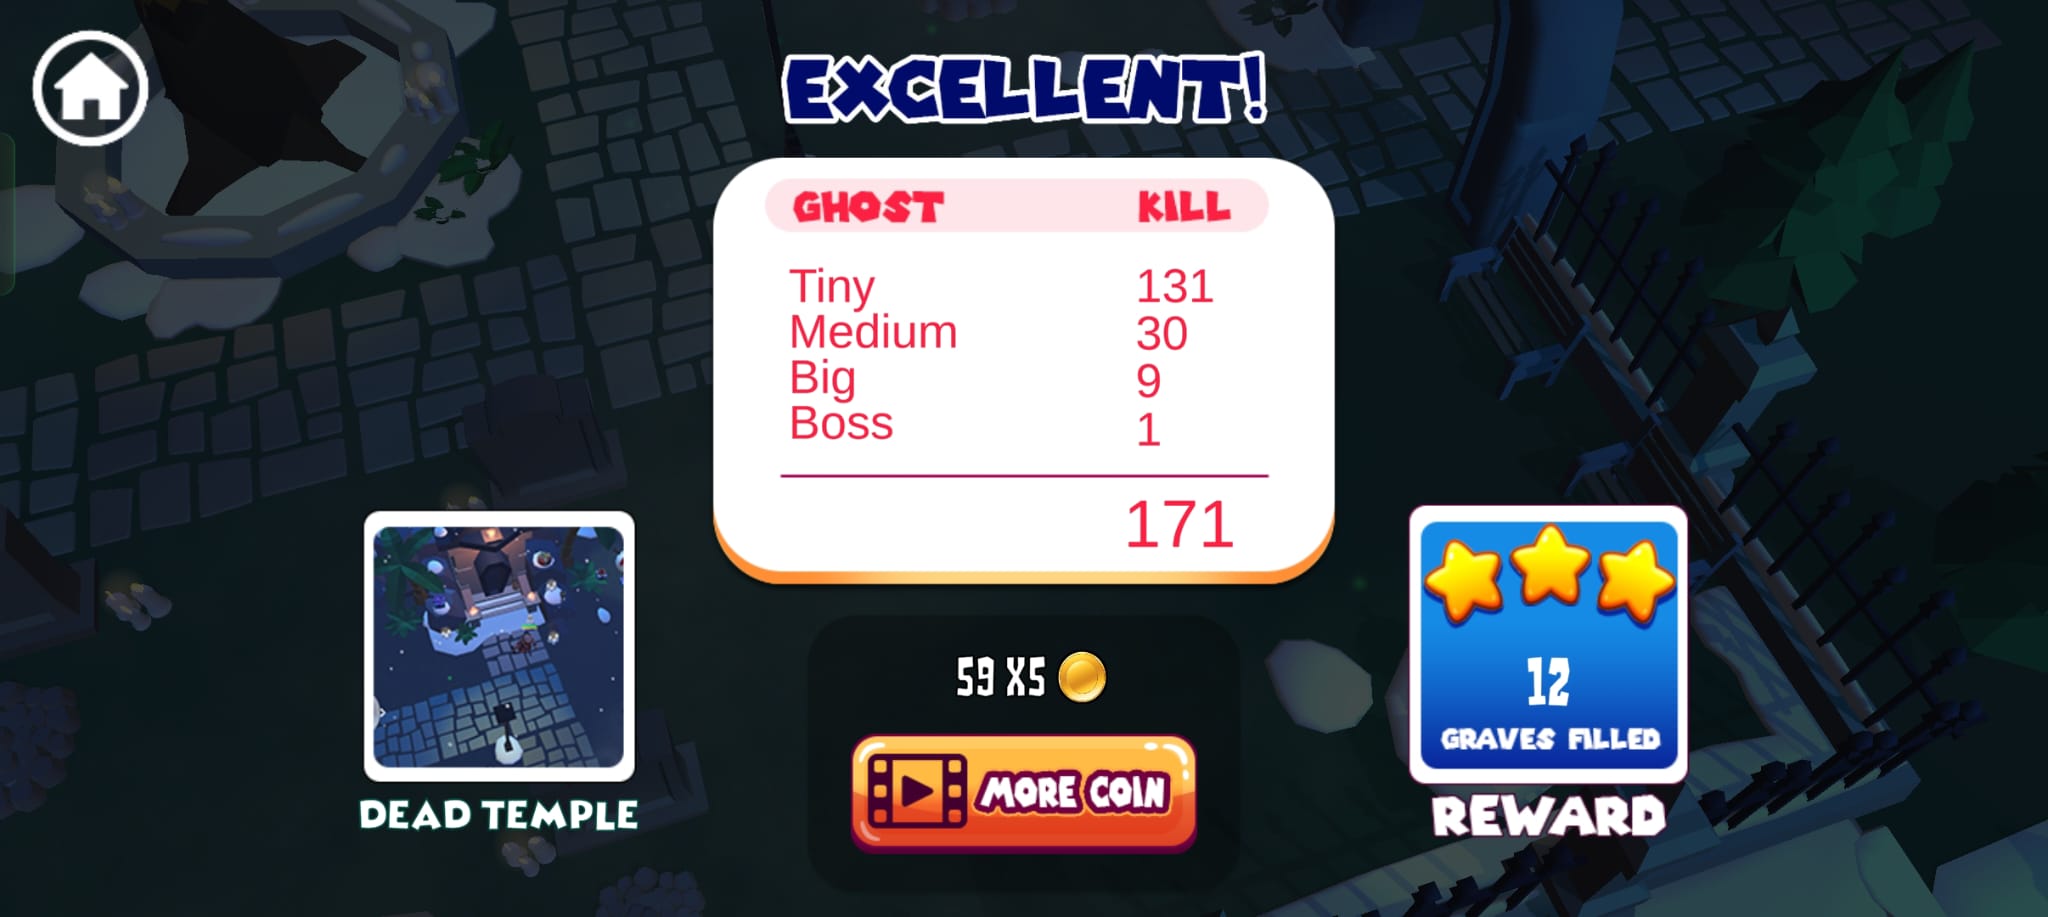 EXCELLENT!
GHOST KILL
Tiny 131
Medium 30
Big 9
Boss 1
171
59 X5
MORE COIN
DEAD TEMPLE
12
GRAVES FILLED
REWARD